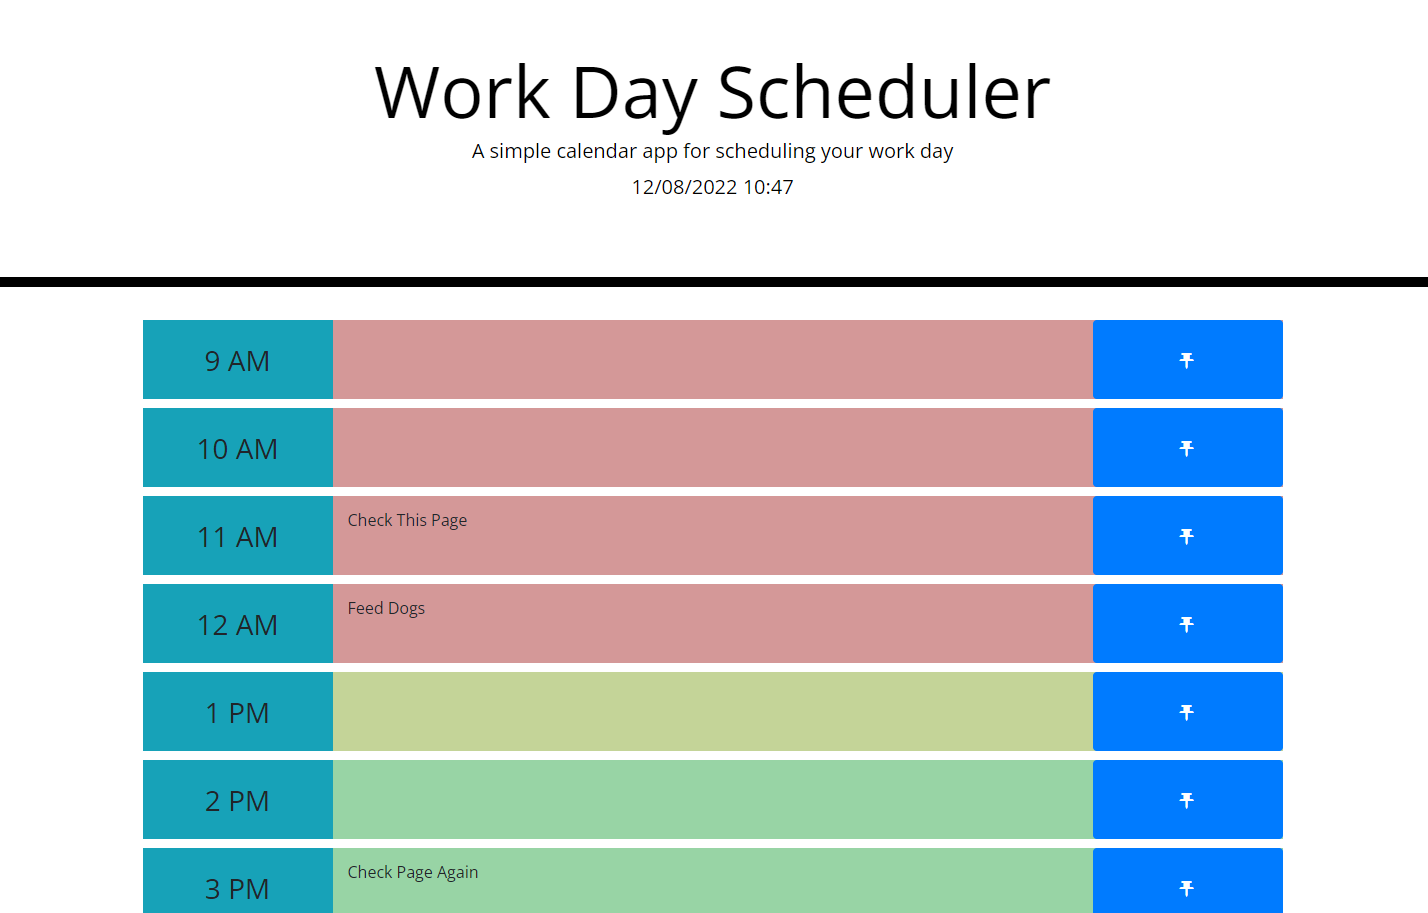 Work Day Scheduler
A simple calendar app for scheduling your work day
12/08/2022 10:47
9 AM
10 AM
11 AM Check This Page
12 AM Feed Dogs
1 PM
2 PM
3 PM Check Page Again